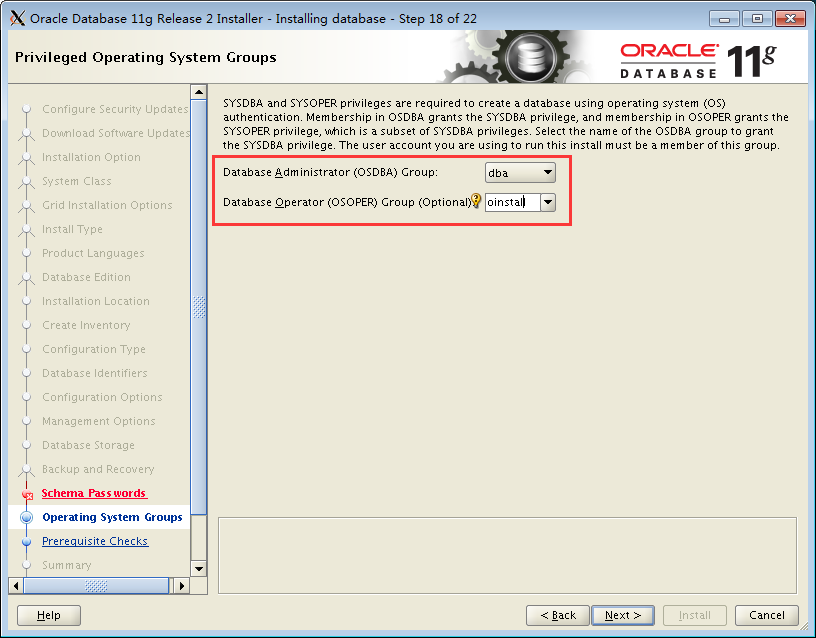 Oracle Database 11g Release 2 Installer - Installing database - Step 18 of 22
Privileged Operating System Groups
ORACLE
DATABASE
11g
Configure Security Updates
Download Software Updates
Installation Option
System Class
Grid Installation Options
Install Type
Product Languages
Database Edition
Installation Location
Create Inventory
Configuration Type
Database Identifiers
Configuration Options
Management Options
Database Storage
Backup and Recovery
Schema Passwords
Operating System Groups
Prerequisite Checks
Summary
SYSDBA and SYSOPER privileges are required to create a database using operating system (OS)
authentication. Membership in OSDBA grants the SYSDBA privilege, and membership in OSOPER grants the
SYSOPER privilege, which is a subset of SYSDBA privileges. Select the name of the OSDBA group to grant
the SYSDBA privilege. The user account you are using to run this install must be a member of this group.
Database Administrator (OSDBA) Group: dba
Database Operator (OSOPER) Group (Optional) oinstall
Help
< Back
Next >
Install
Cancel